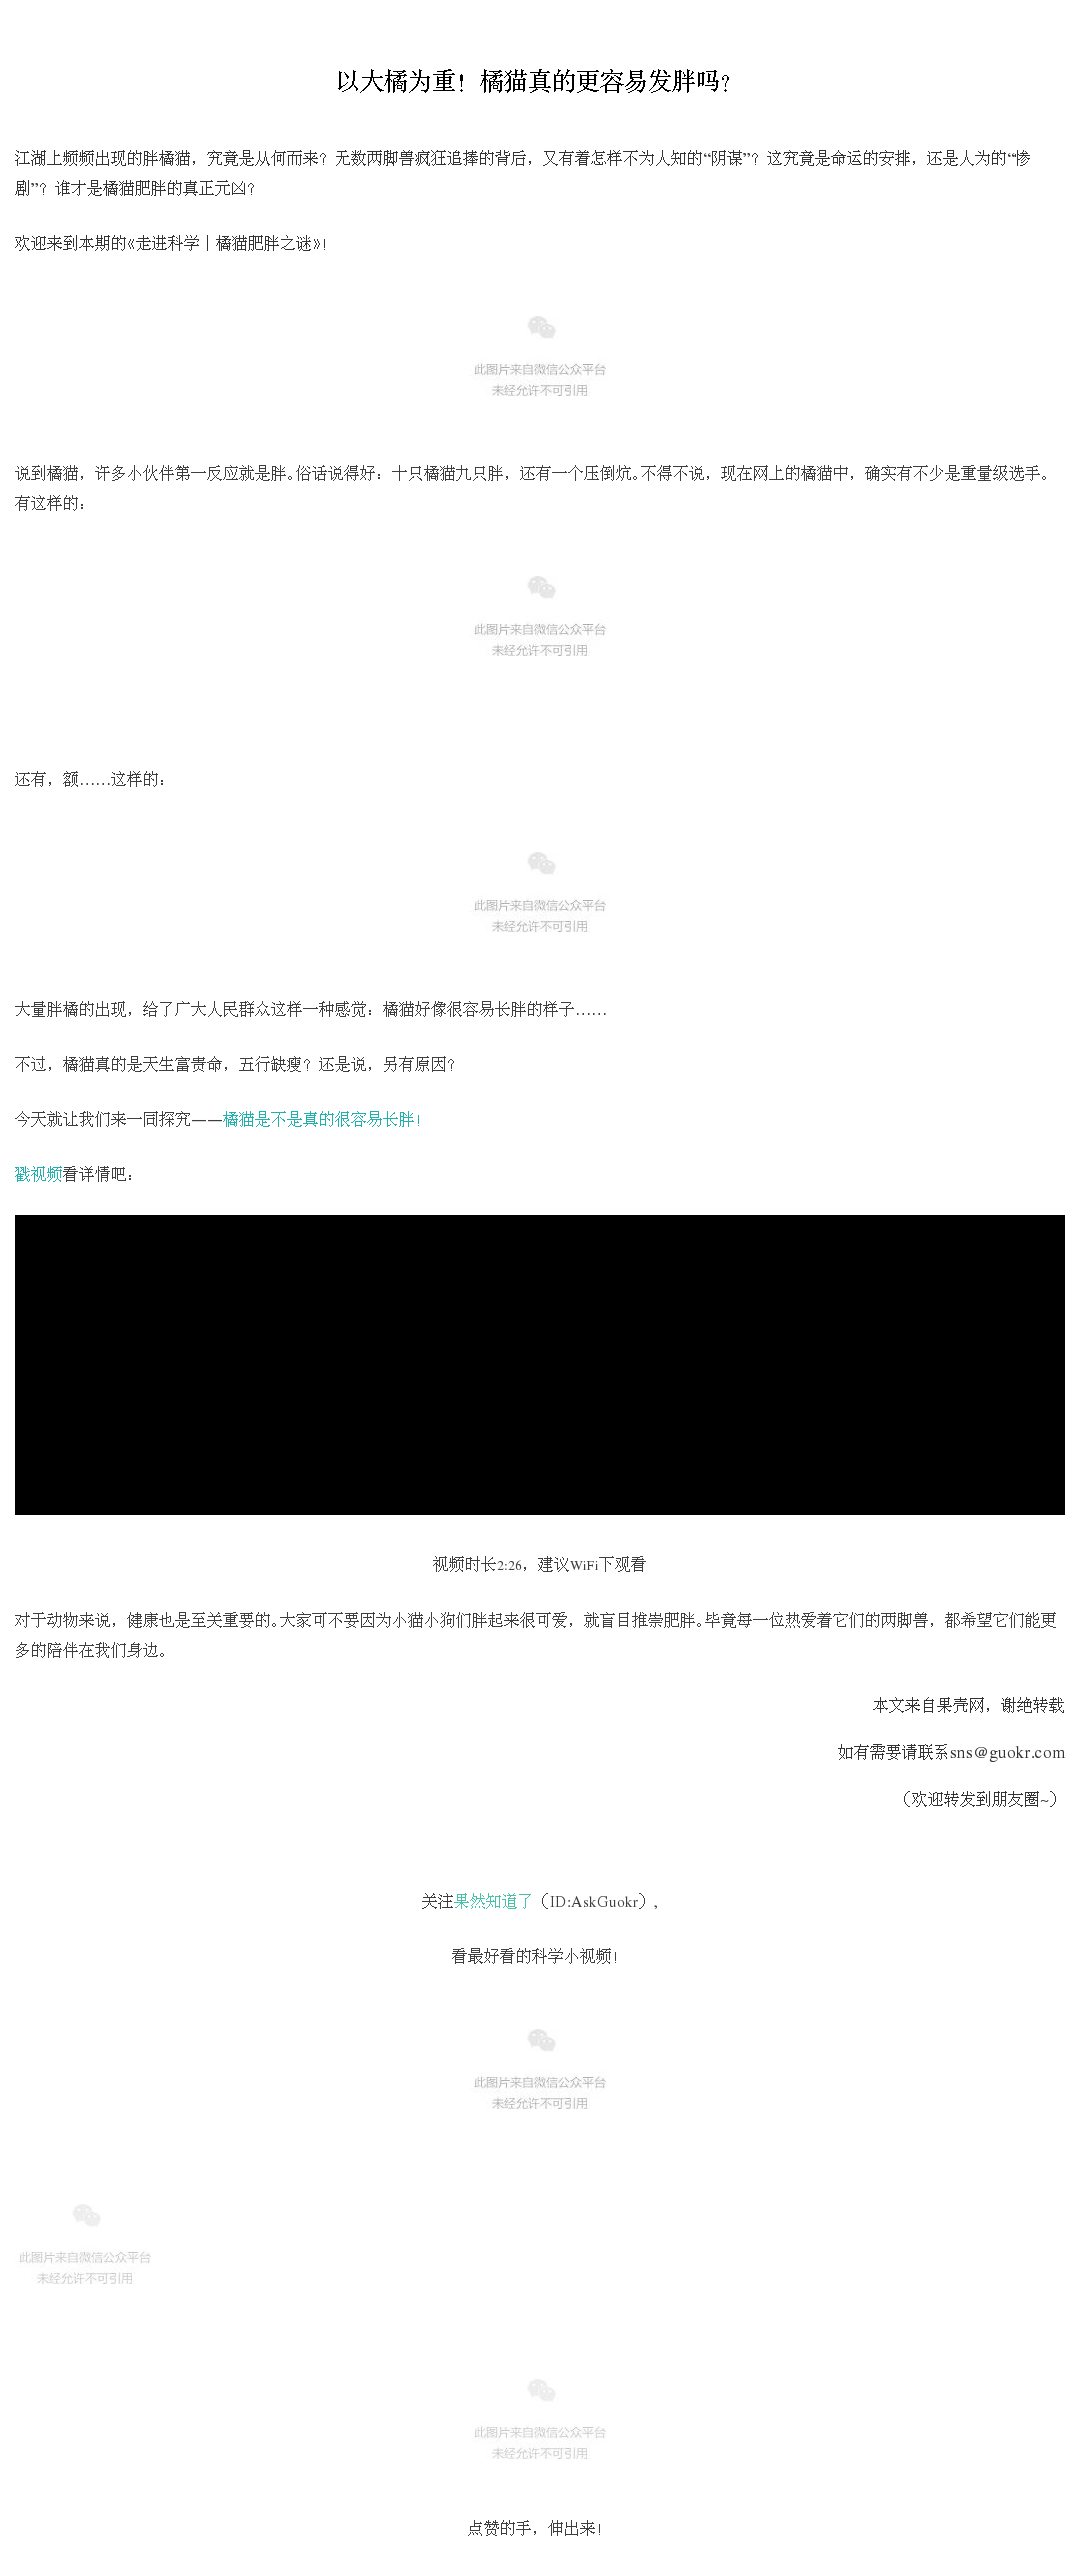 以大橘为重！橘猫真的更容易发胖吗？
江湖上频频出现的胖橘猫，究竟是从何而来？无数两脚兽疯狂追捧的背后，又有着怎样不为人知的“阴谋”？这究竟是命运的安排，还是人为的“惨
剧”？谁才是橘猫肥胖的真正元凶？
欢迎来到本期的《走进科学｜橘猫肥胖之谜》！
此图片来自微信公众平台
未经允许不可引用
说到橘猫，许多小伙伴第一反应就是胖。俗话说得好：十只橘猫九只胖，还有一个压倒炕。不得不说，现在网上的橘猫中，确实有不少是重量级选手。
有这样的：
此图片来自微信公众平台
未经允许不可引用
还有，额……这样的：
此图片来自微信公众平台
未经允许不可引用
大量胖橘的出现，给了广大人民群众这样一种感觉：橘猫好像很容易长胖的样子……
不过，橘猫真的是天生富贵命，五行缺瘦？还是说，另有原因？
今天就让我们来一同探究——橘猫是不是真的很容易长胖！
戳视频看详情吧：
视频时长2:26，建议WiFi下观看
对于动物来说，健康也是至关重要的。大家可不要因为小猫小狗们胖起来很可爱，就盲目推崇肥胖。毕竟每一位热爱着它们的两脚兽，都希望它们能更
多的陪伴在我们身边。
本文来自果壳网，谢绝转载
如有需要请联系sns@guokr.com
（欢迎转发到朋友圈~）
关注果然知道了（ID:AskGuokr），
看最好看的科学小视频！
此图片来自微信公众平台
未经允许不可引用
此图片来自微信公众平台
未经允许不可引用
此图片来自微信公众平台
未经允许不可引用
点赞的手，伸出来！